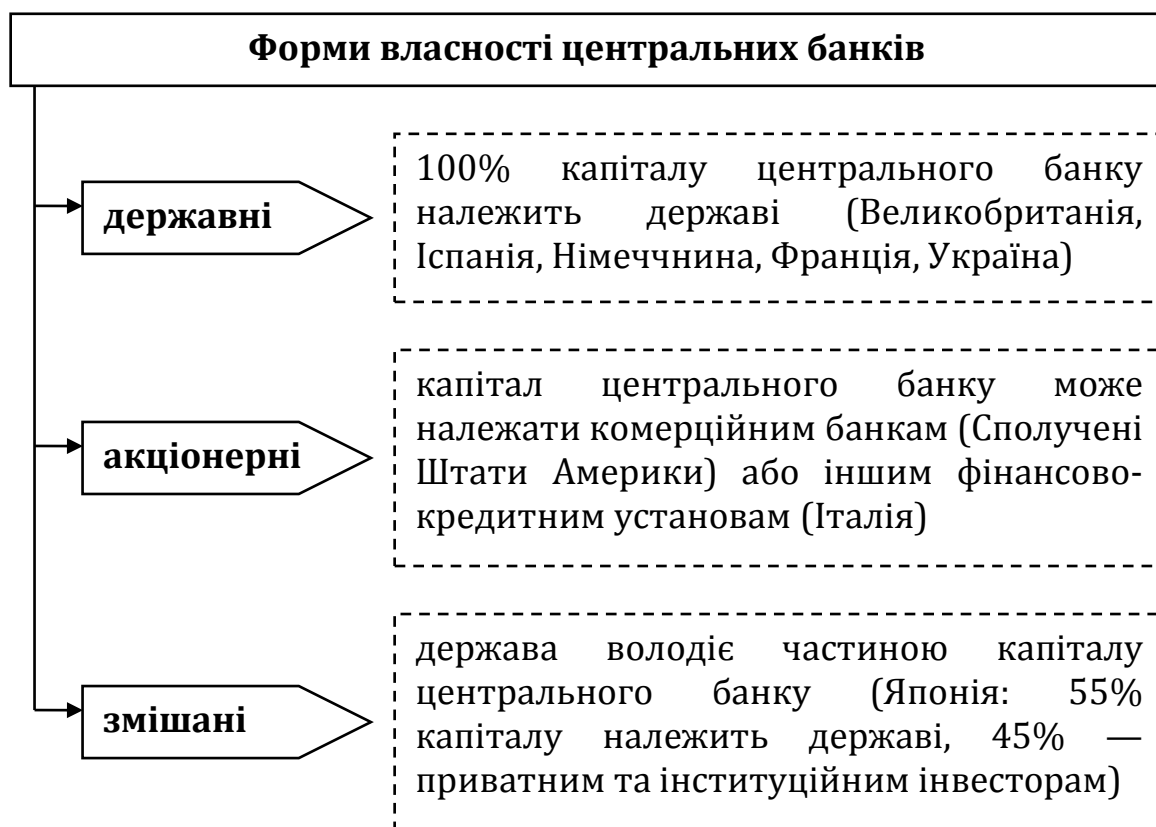 Форми власності центральних банків
державні
100% капіталу центрального банку
належить державі (Великобританія,
Іспанія, Німеччнина, Франція, Україна)
акціонерні
капітал центрального банку може
належати комерційним банкам (Сполучені
Штати Америки) або іншим фінансово-
кредитним установам (Італія)
змішані
держава володіє частиною капіталу
центрального банку (Японія: 55%
капіталу належить державі, 45% —
приватним та інституційним інвесторам)